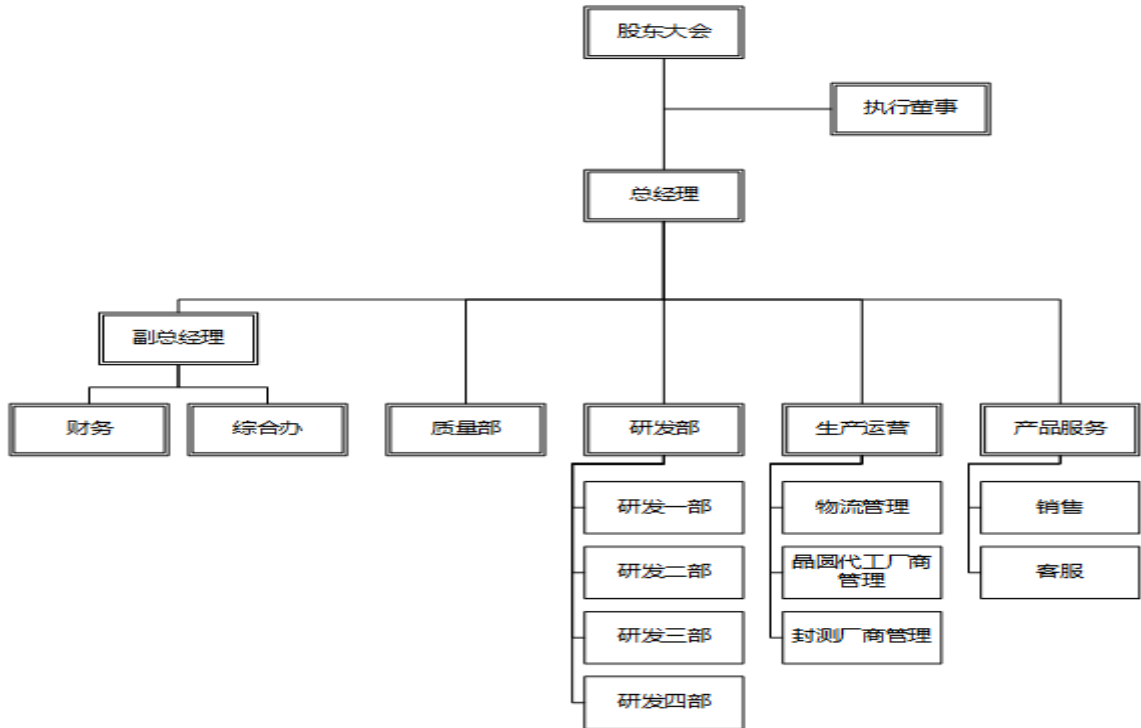 股东大会
执行董事
总经理
副总经理
财务
综合办
质量部
研发部
生产运营
产品服务
研发一部
物流管理
销售
研发二部
晶圆代工厂商
管理
客服
研发三部
封测厂商管理
研发四部